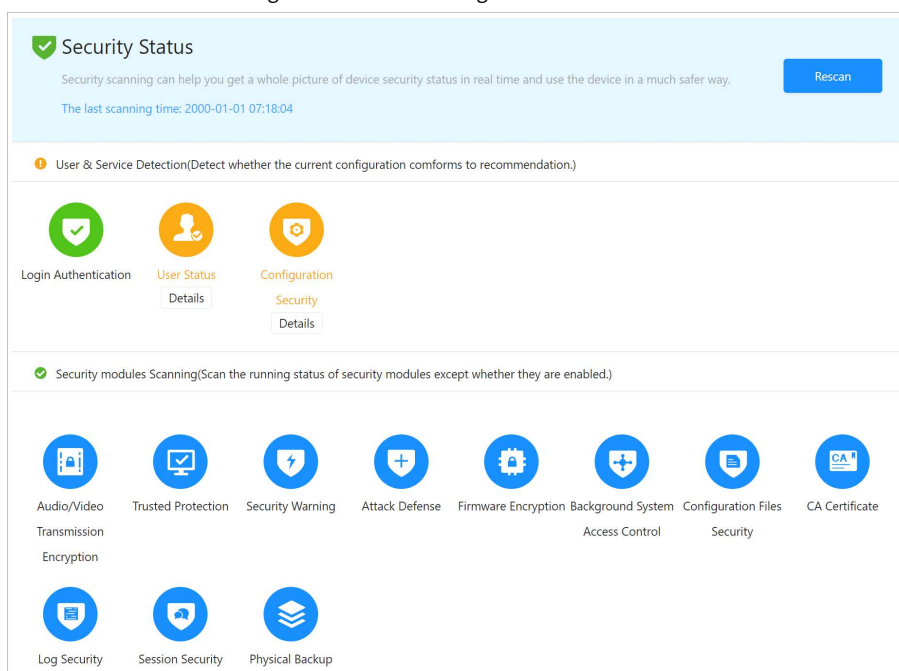 Security Status
Security scanning can help you get a whole picture of device security status in real time and use the device in a much safer way.
Rescan
The last scanning time: 2000-01-01 07:18:04
User & Service Detection(Detect whether the current configuration comforms to recommendation.)
Login Authentication
User Status
Details
Configuration
Security
Details
Security modules Scanning(Scan the running status of security modules except whether they are enabled.)
CA
Audio/Video
Transmission
Encryption
Trusted Protection
Security Warning
Attack Defense
Firmware Encryption
Background System
Access Control
Configuration Files
Security
CA Certificate
Log Security
Session Security
Physical Backup